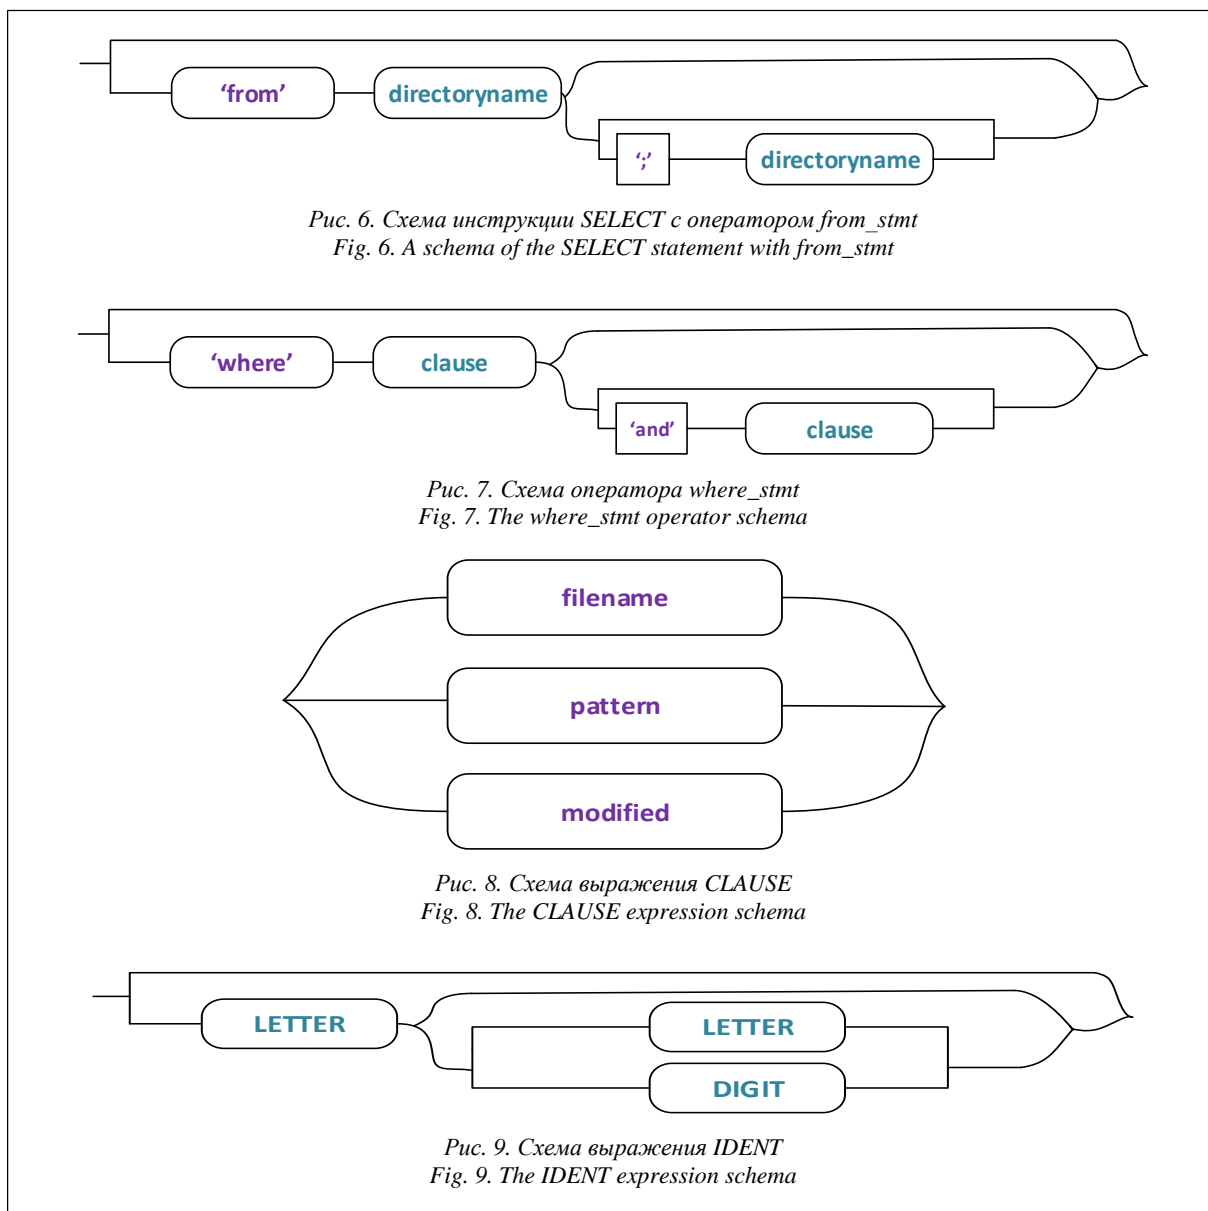 ‘from’ directoryname
‘;’ directoryname
Рис. 6. Схема инструкции SELECT с оператором from_stmt
Fig. 6. A schema of the SELECT statement with from_stmt
‘where’ clause
‘and’ clause
Рис. 7. Схема оператора where_stmt
Fig. 7. The where_stmt operator schema
filename
pattern
modified
Рис. 8. Схема выражения CLAUSE
Fig. 8. The CLAUSE expression schema
LETTER LETTER
DIGIT
Рис. 9. Схема выражения IDENT
Fig. 9. The IDENT expression schema